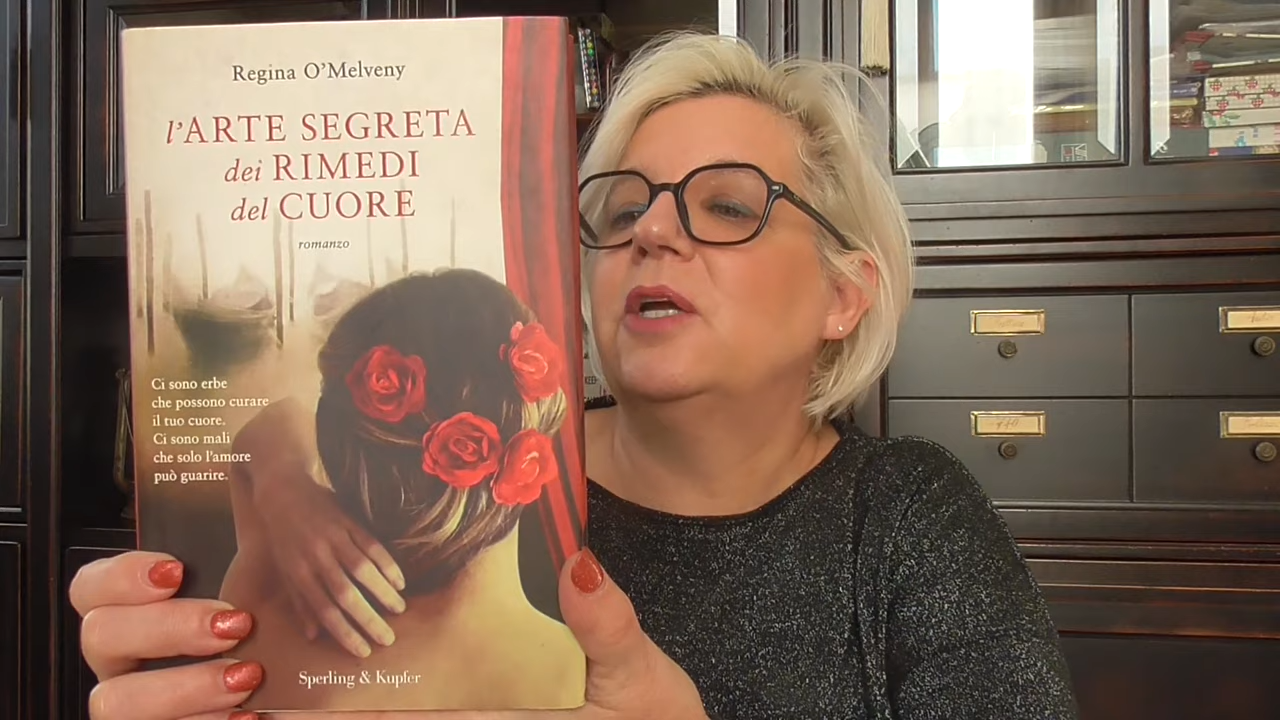 Regina O'Melveny
l'ARTE SEGRETA
dei RIMEDI
del CUORE
romanzo
Ci sono erbe
che possono curare
il tuo cuore.
Ci sono mali
che solo l'amore
può guarire.
Sperling & Kupfer